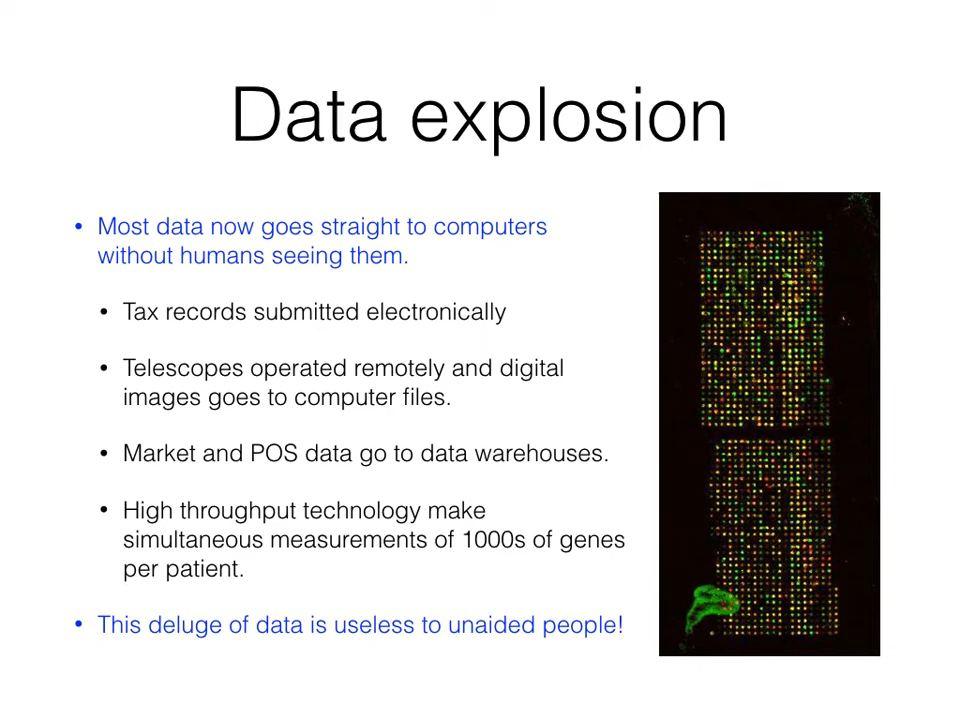 Data explosion
• Most data now goes straight to computers
without humans seeing them.
• Tax records submitted electronically
• Telescopes operated remotely and digital
images goes to computer files.
• Market and POS data go to data warehouses.
• High throughput technology make
simultaneous measurements of 1000s of genes
per patient.
• This deluge of data is useless to unaided people!